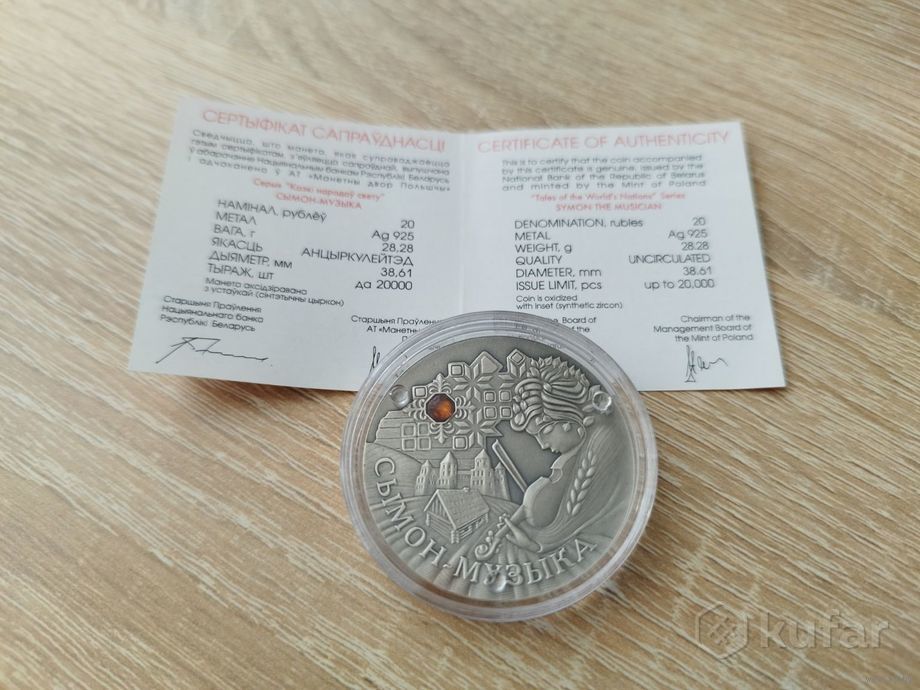 СЕРТЫФІКАТ САПРАЎДНАСЦІ
Сведчыцца, што манета, якая суправаджаецца
гэтым сертыфікатам, з'яўляецца сапраўднай, выпушчана
ў абарачэнне Нацыянальным банкам Рэспублікі Беларусь
і адчаканена ў АТ «Манетны двор Польшчы»
Серыя "Казкі народаў свету"
СЫМОН-МУЗЫКА
НАМІНАЛ, рублёў 20
МЕТАЛ Ag 925
ВАГА, г 28,28
ЯКАСЦЬ АНЦЫРКУЛЕЙТЭД
ДЫЯМЕТР, мм 38,61
ТЫРАЖ, шт да 20000
Манета аксідзіравана
з устаўкай (сінтэтычны цыркон)
Старшыня Праўлення
Нацыянальнага банка
Рэспублікі Беларусь
Старшыня Праўлен
АТ «Манетны
CERTIFICATE OF AUTHENTICITY
This is to certify that the coin accompanied
by this certificate is genuine, issued by the
National Bank of the Republic of Belarus
and minted by the Mint of Poland
"Tales of the World's Nations" Series
SYMON THE MUSICIAN
DENOMINATION, rubles 20
METAL Ag 925
WEIGHT, g 28.28
QUALITY UNCIRCULATED
DIAMETER, mm 38.61
ISSUE LIMIT, pcs up to 20,000
Coin is oxidized
with inset (synthetic zircon)
the Board of
Chairman of the
Management Board of
the Mint of Poland
СЫМОН-МУЗЫКА
kufar